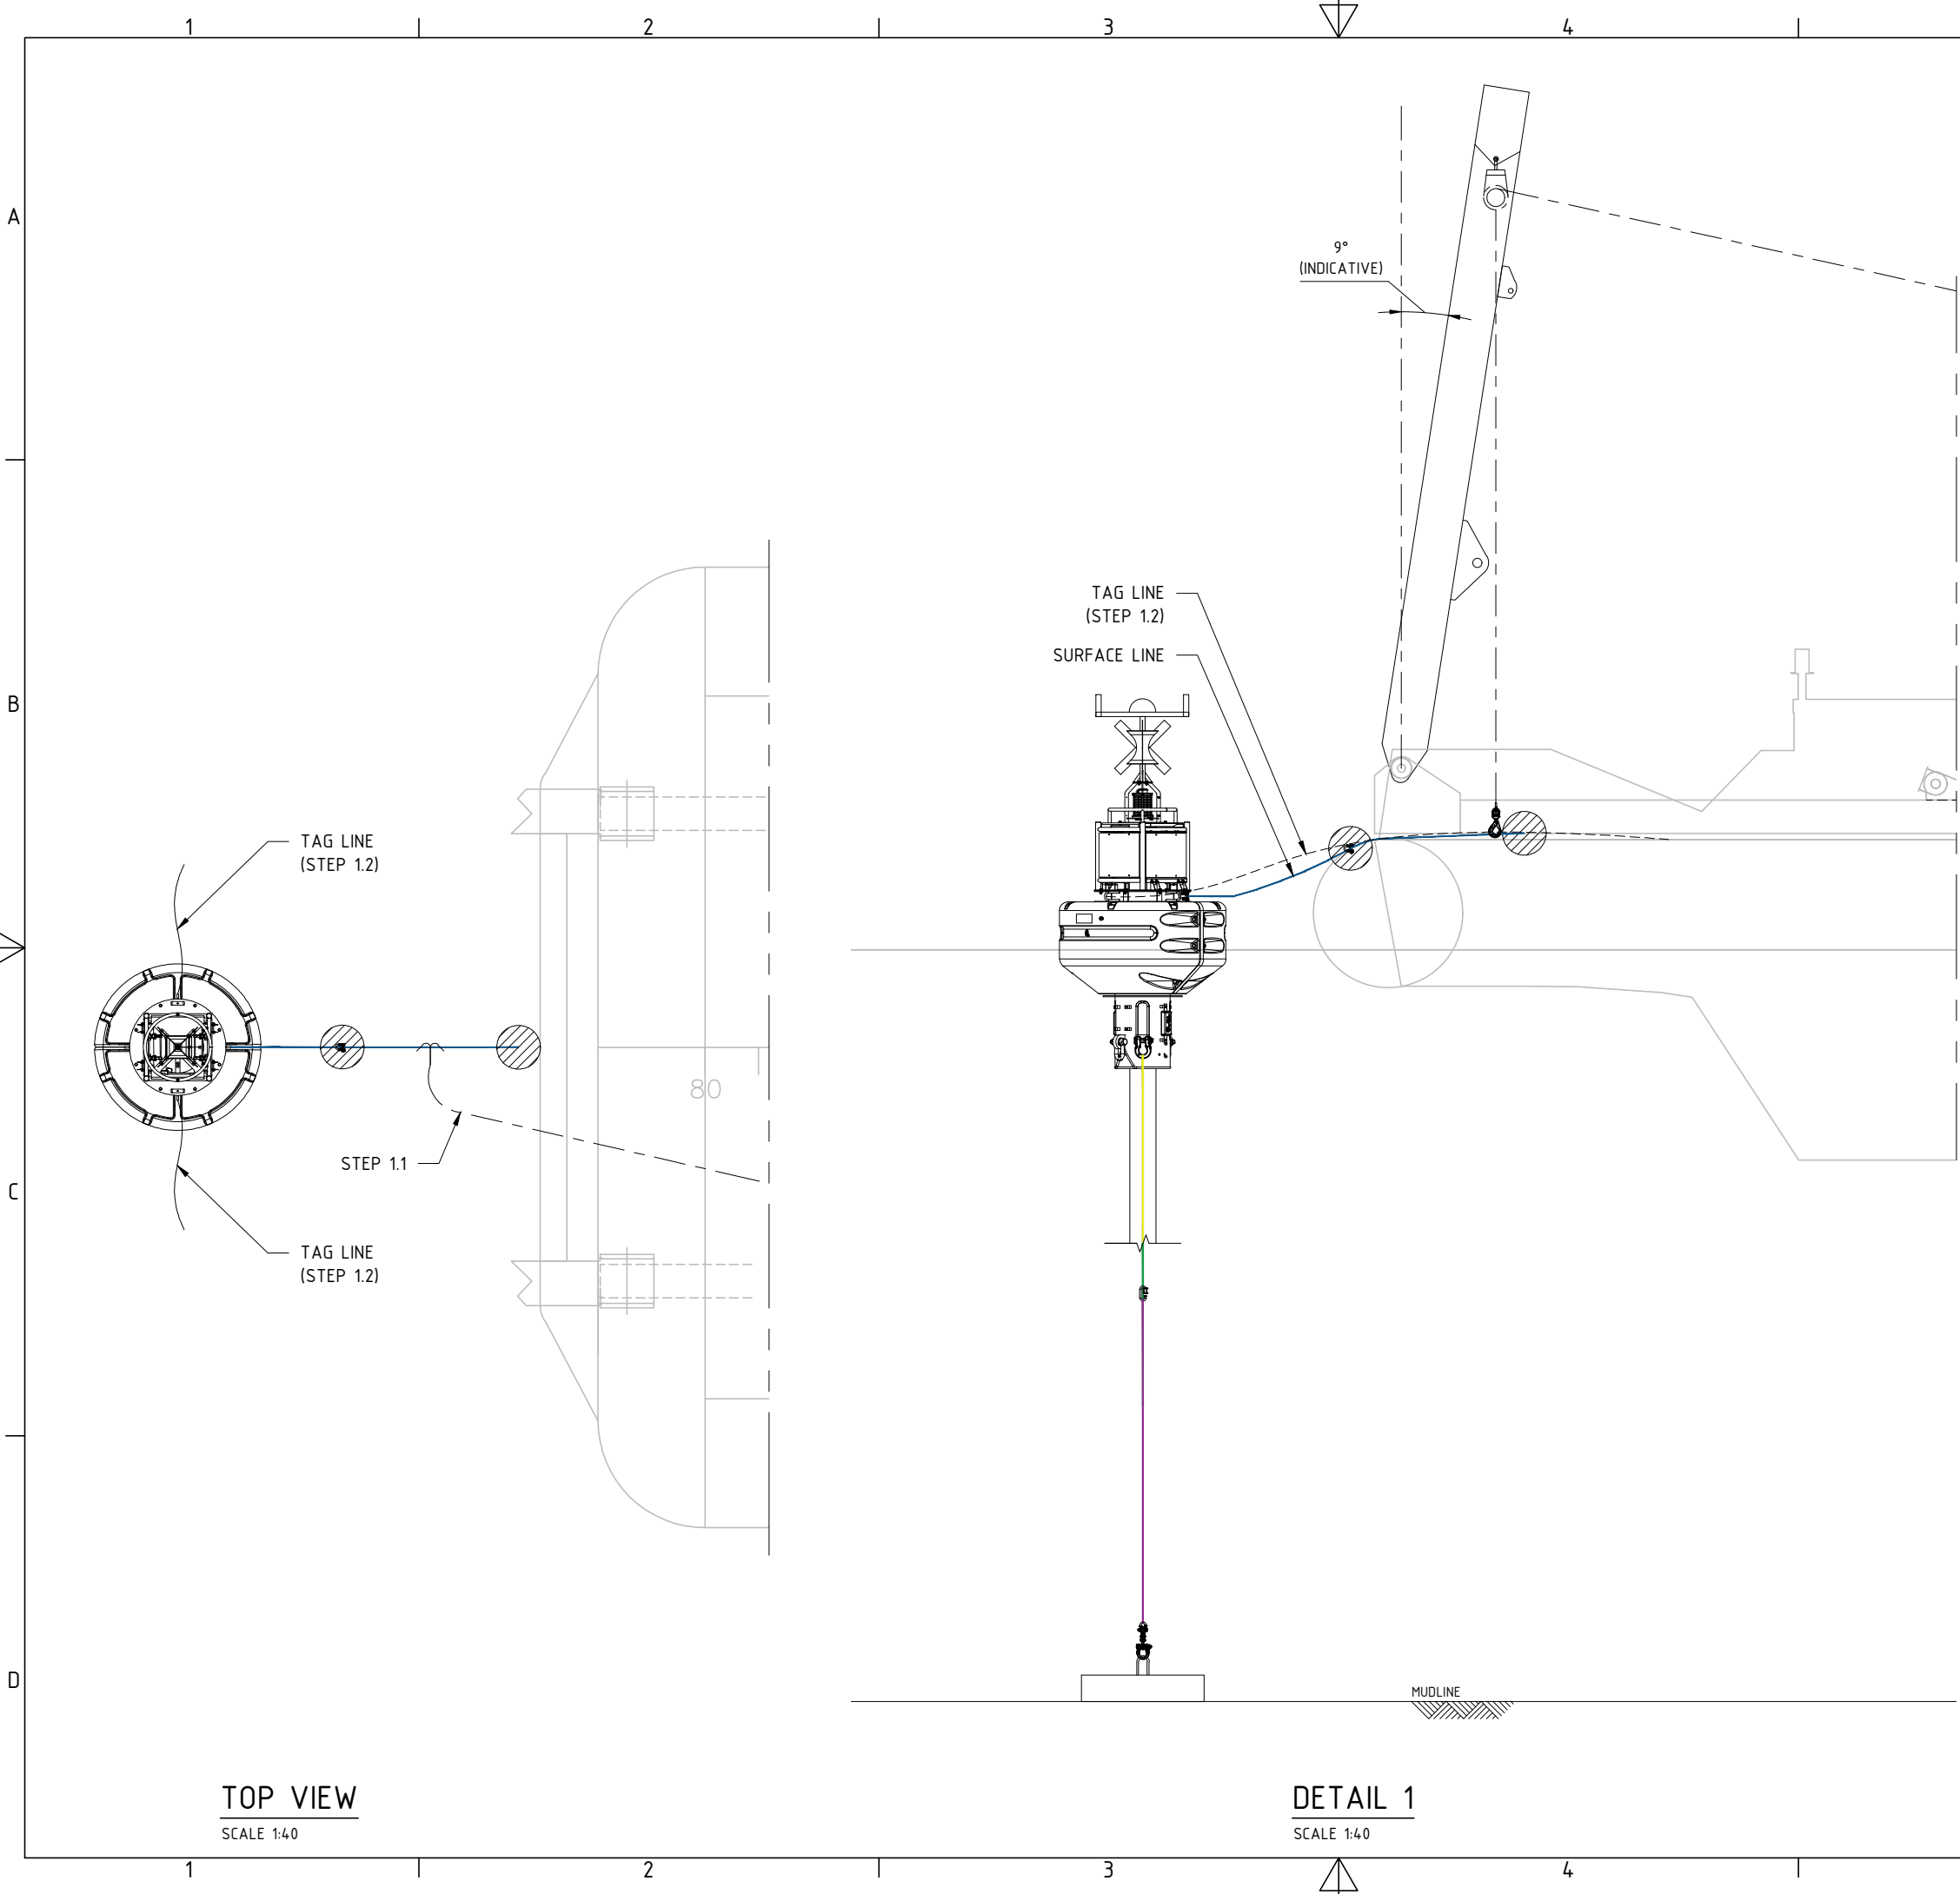 1 2 3 4
A
9°
(INDICATIVE)
TAG LINE
(STEP 1.2)
SURFACE LINE
B
TAG LINE
(STEP 1.2)
80
STEP 1.1
C
TAG LINE
(STEP 1.2)
D
MUDLINE
TOP VIEW
SCALE 1:40
DETAIL 1
SCALE 1:40
1 2 3 4